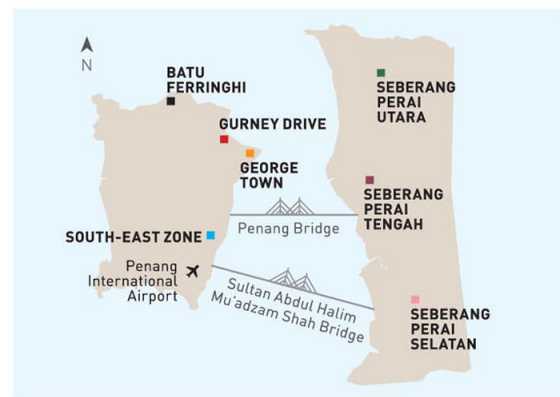 N
BATU
FERRINGHI
SEBERANG
PERAI
UTARA
GURNEY DRIVE
GEORGE
TOWN
SEBERANG
PERAI
TENGAH
Penang Bridge
SOUTH-EAST ZONE
Penang
International
Airport
Sultan Abdul Halim
Mu'adzam Shah Bridge
SEBERANG
PERAI
SELATAN